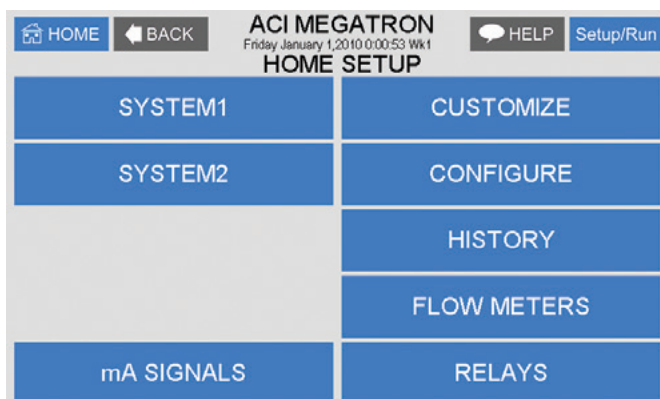 HOME
BACK
ACI MEGATRON
HELP
Setup/Run
Friday January 1,2010 0:00:53 Wk1
HOME SETUP
SYSTEM1
CUSTOMIZE
SYSTEM2
CONFIGURE
HISTORY
FLOW METERS
mA SIGNALS
RELAYS